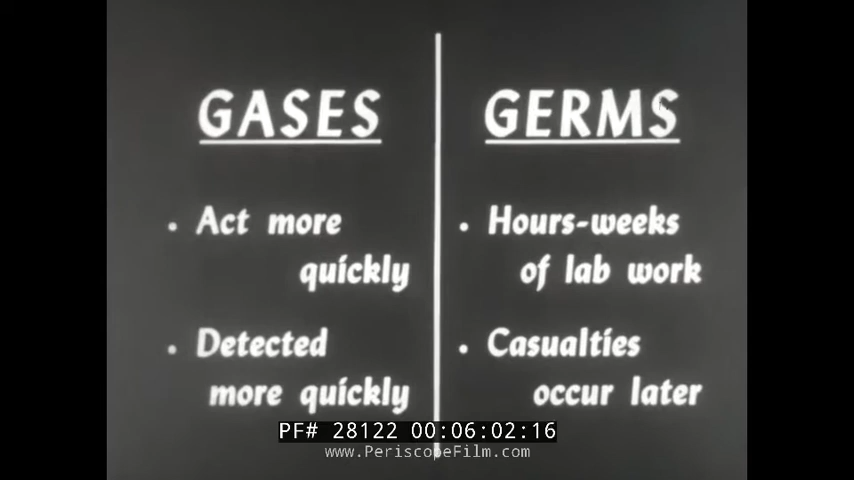 GASES
• Act more
quickly
• Detected
more quickly
GERMS
• Hours-weeks
of lab work
• Casualties
occur later
PF# 28122 00:06:02:16
www.PeriscopeFilm.com